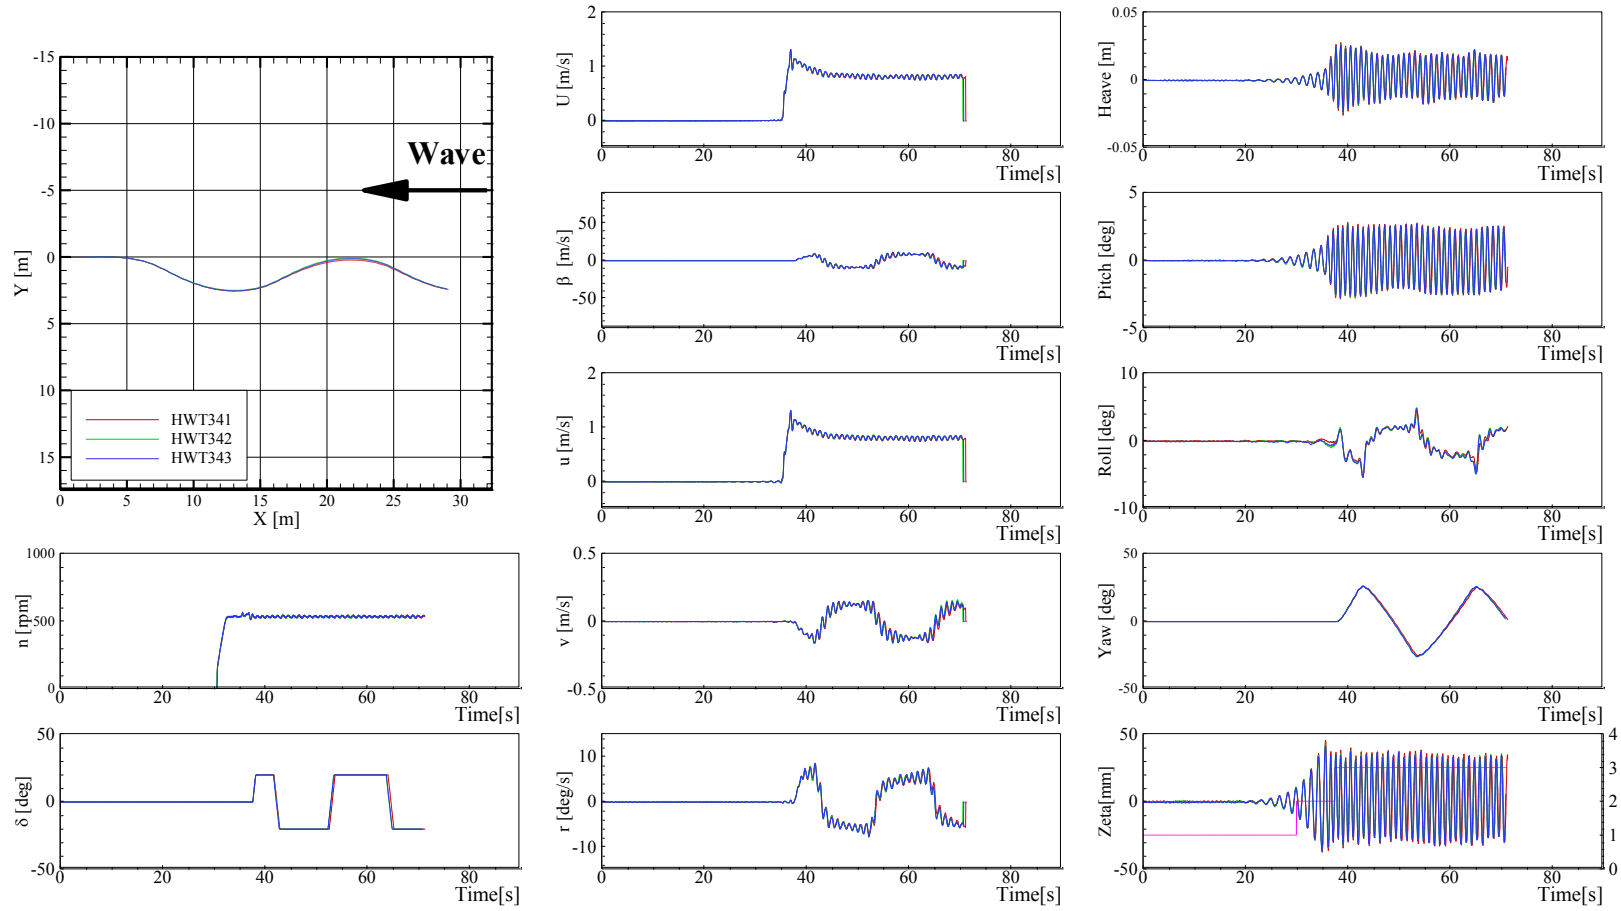 -15
-10
-5
0
5
10
15
Y [m]
Wave
HWT341
HWT342
HWT343
0 5 10 15 20 25 30
X [m]
1000
500
0
n [rpm]
0 20 40 60 80
Time[s]
50
0
-50
δ [deg]
0 20 40 60 80
Time[s]
2
1
0
U [m/s]
0 20 40 60 80
Time[s]
50
0
-50
β [m/s]
0 20 40 60 80
Time[s]
2
1
0
u [m/s]
0 20 40 60 80
Time[s]
0.5
0
-0.5
v [m/s]
0 20 40 60 80
Time[s]
10
0
-10
r [deg/s]
0 20 40 60 80
Time[s]
0.05
0
-0.05
Heave [m]
0 20 40 60 80
Time[s]
5
0
-5
Pitch [deg]
0 20 40 60 80
Time[s]
10
0
-10
Roll [deg]
0 20 40 60 80
Time[s]
50
0
-50
Yaw [deg]
0 20 40 60 80
Time[s]
50
0
-50
Zeta[mm]
4
3
2
1
0
0 20 40 60 80
Time[s]